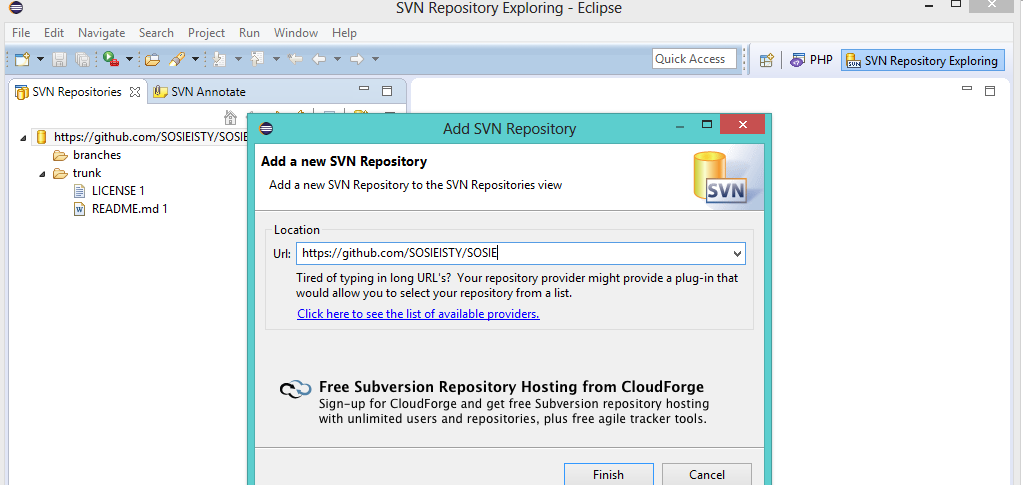 SVN Repository Exploring - Eclipse
File Edit Navigate Search Project Run Window Help
Quick Access PHP SVN Repository Exploring
SVN Repositories SVN Annotate
https://github.com/SOSIEISTY/SOSIE
branches
trunk
LICENSE 1
README.md 1
Add SVN Repository
Add a new SVN Repository
Add a new SVN Repository to the SVN Repositories view
SVN
Location
Url: https://github.com/SOSIEISTY/SOSIE
Tired of typing in long URL's? Your repository provider might provide a plug-in that
would allow you to select your repository from a list.
Click here to see the list of available providers.
Free Subversion Repository Hosting from CloudForge
Sign-up for CloudForge and get free Subversion repository hosting
with unlimited users and repositories, plus free agile tracker tools.
Finish Cancel